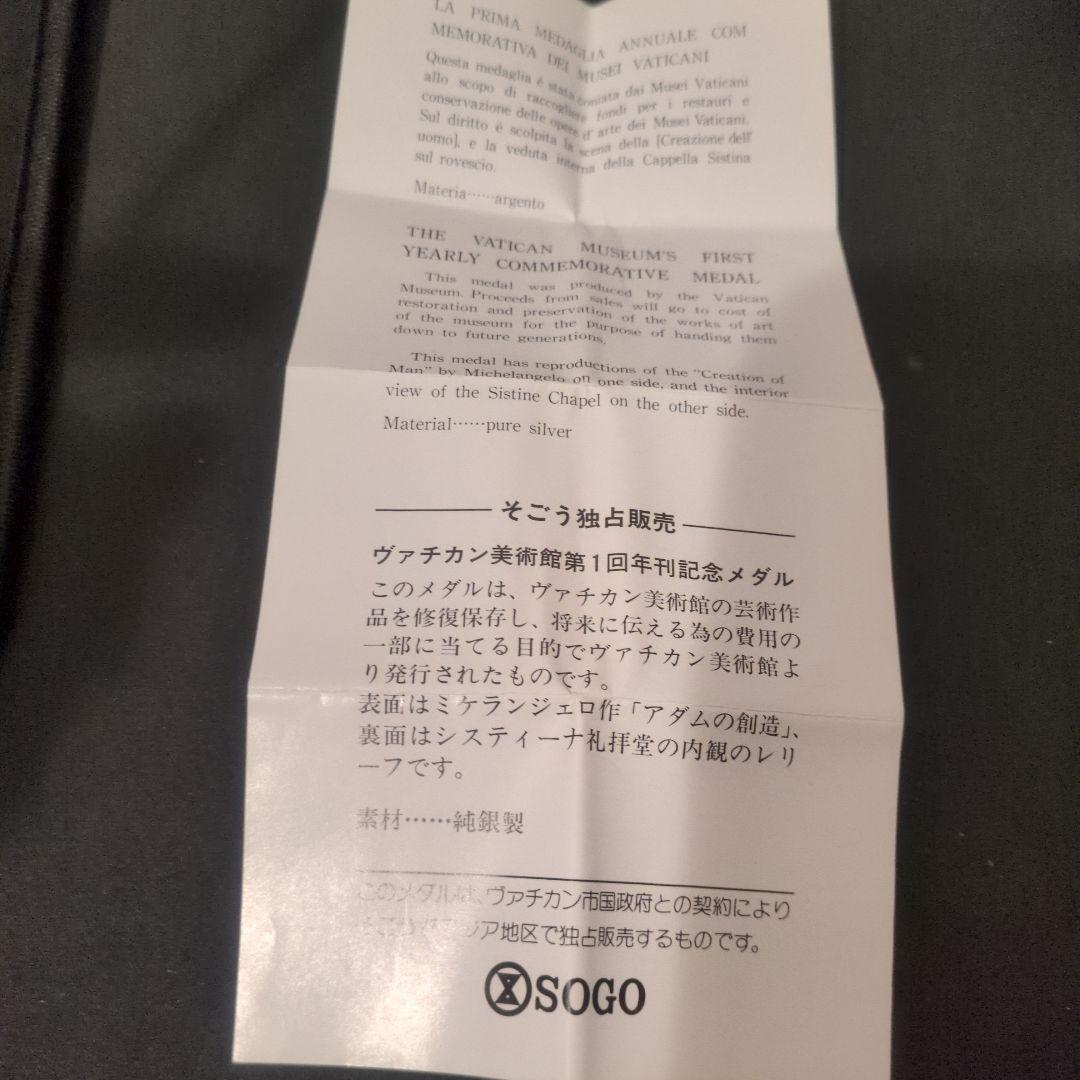 LA PRIMA MEDAGLIA ANNUALE COM
MEMORATIVA DEI MUSEI VATICANI
Questa medaglia é stata coniata dai Musei Vaticani
allo scopo di raccogliere fondi per i restauri e
conservazione delle opere d'arte dei Musei Vaticani.
Sul diritto é scolpita la scena della [Creazione dell'
uomo], e la veduta interna della Cappella Sistina
sul rovescio.
Materia……argento
THE VATICAN MUSEUM'S FIRST
YEARLY COMMEMORATIVE MEDAL
This medal was produced by the Vatican
Museum. Proceeds from sales will go to cost of
restoration and preservation of the works of art
of the museum for the purpose of handing them
down to future generations.
This medal has reproductions of the "Creation of
Man" by Michelangelo on one side, and the interior
view of the Sistine Chapel on the other side.
Material……pure silver
そごう独占販売
ヴァチカン美術館第1回年刊記念メダル
このメダルは、ヴァチカン美術館の芸術作
品を修復保存し、将来に伝える為の費用の
一部に当てる目的でヴァチカン美術館よ
り発行されたものです。
表面はミケランジェロ作「アダムの創造」、
裏面はシスティーナ礼拝堂の内観のレリ
ーフです。
素材……純銀製
このメダルは、ヴァチカン市国政府との契約により
ジア地区で独占販売するものです。
SOGO